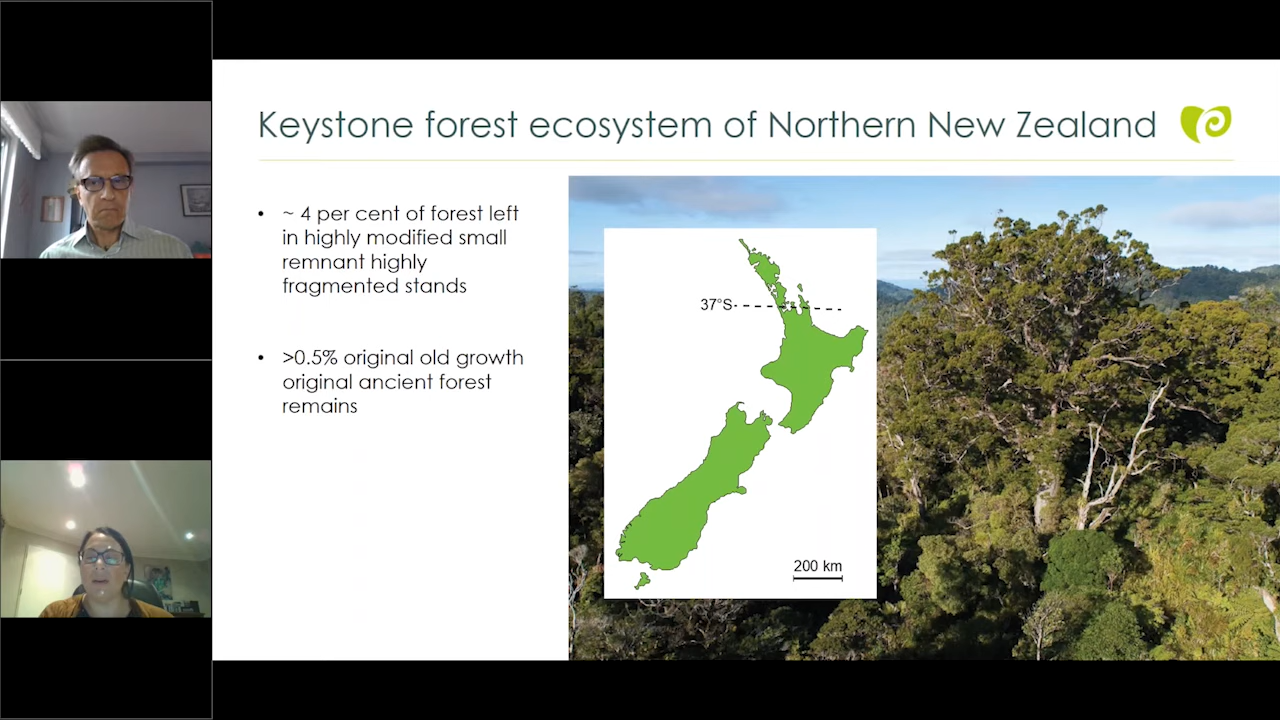 Keystone forest ecosystem of Northern New Zealand
• ~ 4 per cent of forest left
in highly modified small
remnant highly
fragmented stands
• >0.5% original old growth
original ancient forest
remains
37°S
200 km